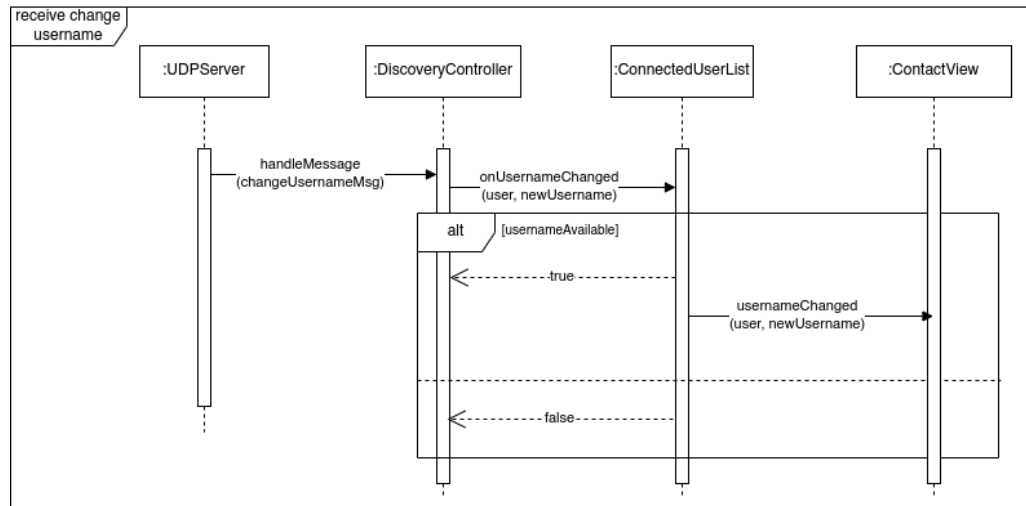 receive change
username
:UDPServer
:DiscoveryController
:ConnectedUserList
:ContactView
handleMessage
(changeUsernameMsg)
onUsernameChanged
(user, newUsername)
alt
[usernameAvailable]
true
usernameChanged
(user, newUsername)
false